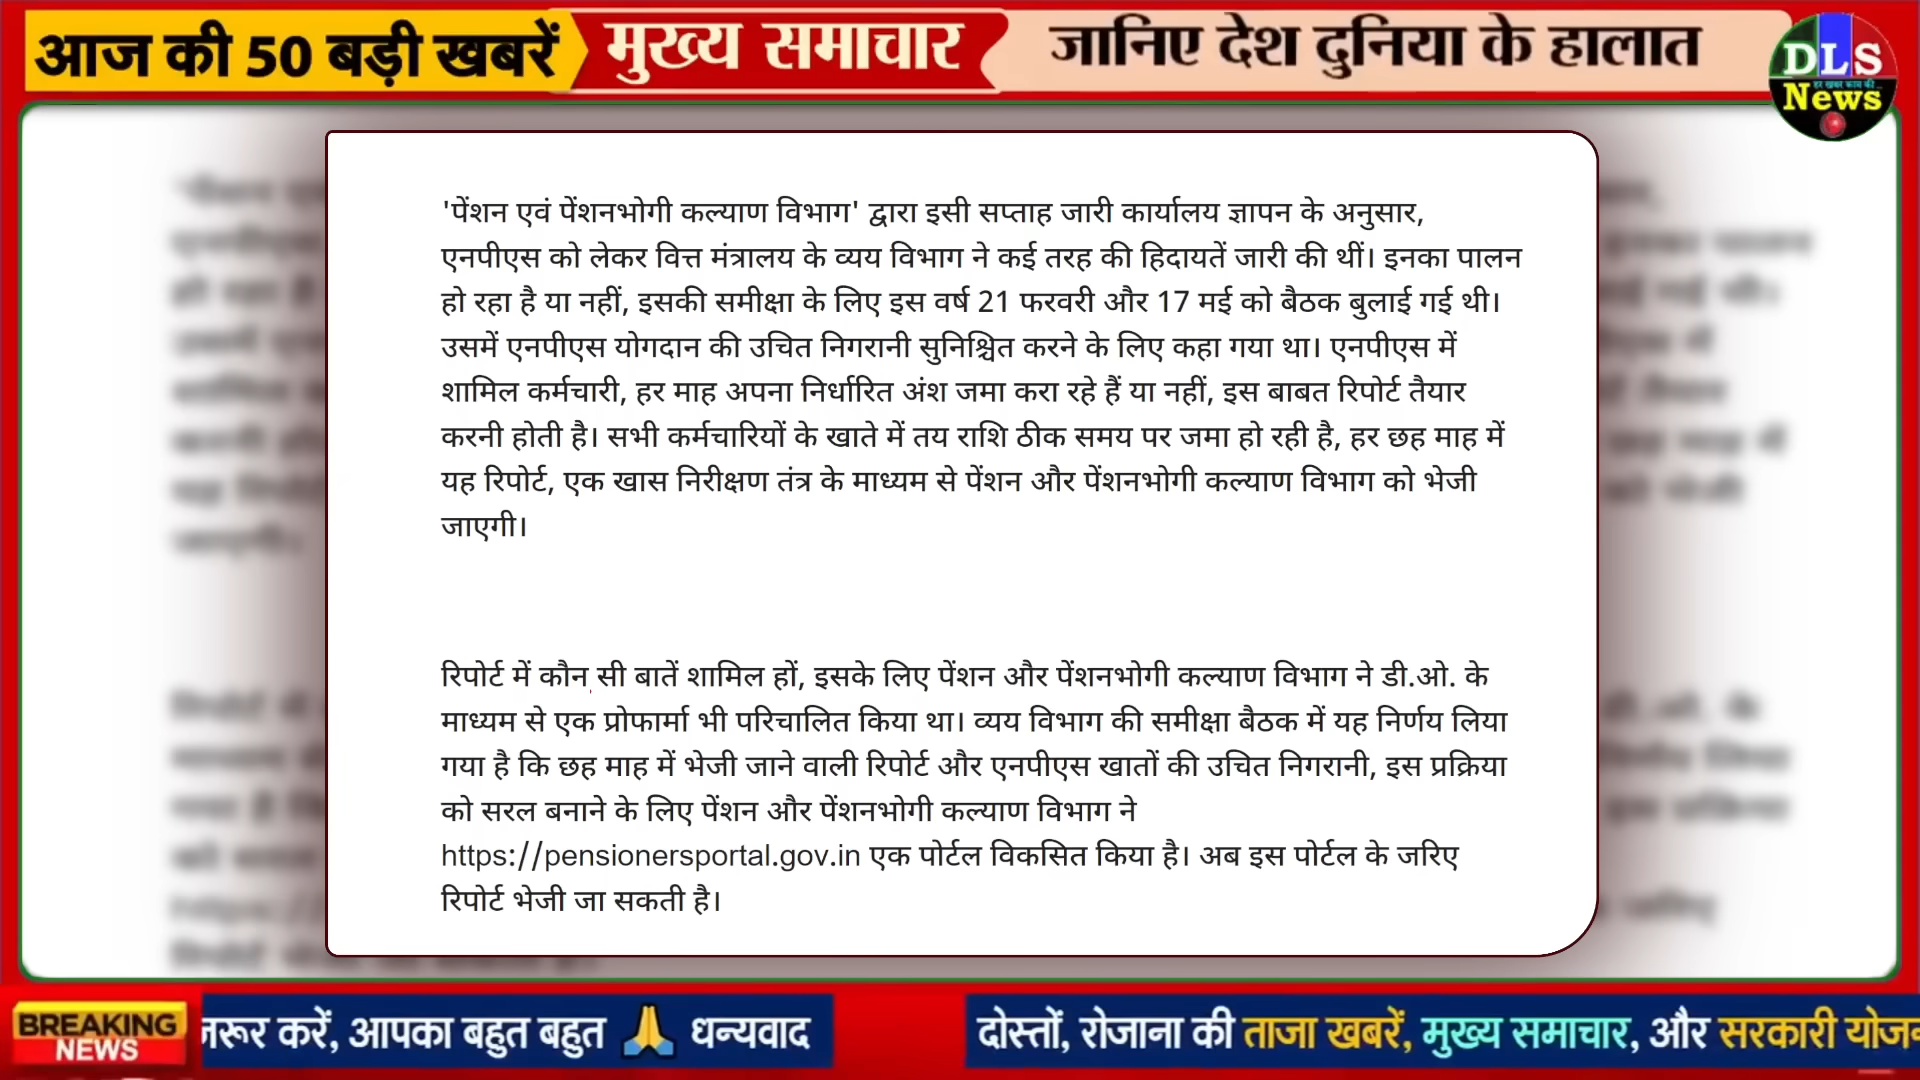 आज की 50 बड़ी खबरें
मुख्य समाचार
जानिए देश दुनिया के हालात
DLS
हर खबर काम की
News
'पेंशन एवं पेंशनभोगी कल्याण विभाग' द्वारा इसी सप्ताह जारी कार्यालय ज्ञापन के अनुसार,
एनपीएस को लेकर वित्त मंत्रालय के व्यय विभाग ने कई तरह की हिदायतें जारी की थीं। इनका पालन
हो रहा है या नहीं, इसकी समीक्षा के लिए इस वर्ष 21 फरवरी और 17 मई को बैठक बुलाई गई थी।
उसमें एनपीएस योगदान की उचित निगरानी सुनिश्चित करने के लिए कहा गया था। एनपीएस में
शामिल कर्मचारी, हर माह अपना निर्धारित अंश जमा करा रहे हैं या नहीं, इस बाबत रिपोर्ट तैयार
करनी होती है। सभी कर्मचारियों के खाते में तय राशि ठीक समय पर जमा हो रही है, हर छह माह में
यह रिपोर्ट, एक खास निरीक्षण तंत्र के माध्यम से पेंशन और पेंशनभोगी कल्याण विभाग को भेजी
जाएगी।
रिपोर्ट में कौन सी बातें शामिल हों, इसके लिए पेंशन और पेंशनभोगी कल्याण विभाग ने डी.ओ. के
माध्यम से एक प्रोफार्मा भी परिचालित किया था। व्यय विभाग की समीक्षा बैठक में यह निर्णय लिया
गया है कि छह माह में भेजी जाने वाली रिपोर्ट और एनपीएस खातों की उचित निगरानी, इस प्रक्रिया
को सरल बनाने के लिए पेंशन और पेंशनभोगी कल्याण विभाग ने
https://pensionersportal.gov.in एक पोर्टल विकसित किया है। अब इस पोर्टल के जरिए
रिपोर्ट भेजी जा सकती है।
BREAKING
NEWS
जरूर करें, आपका बहुत बहुत 🙏 धन्यवाद
दोस्तों, रोजाना की ताजा खबरें, मुख्य समाचार, और सरकारी